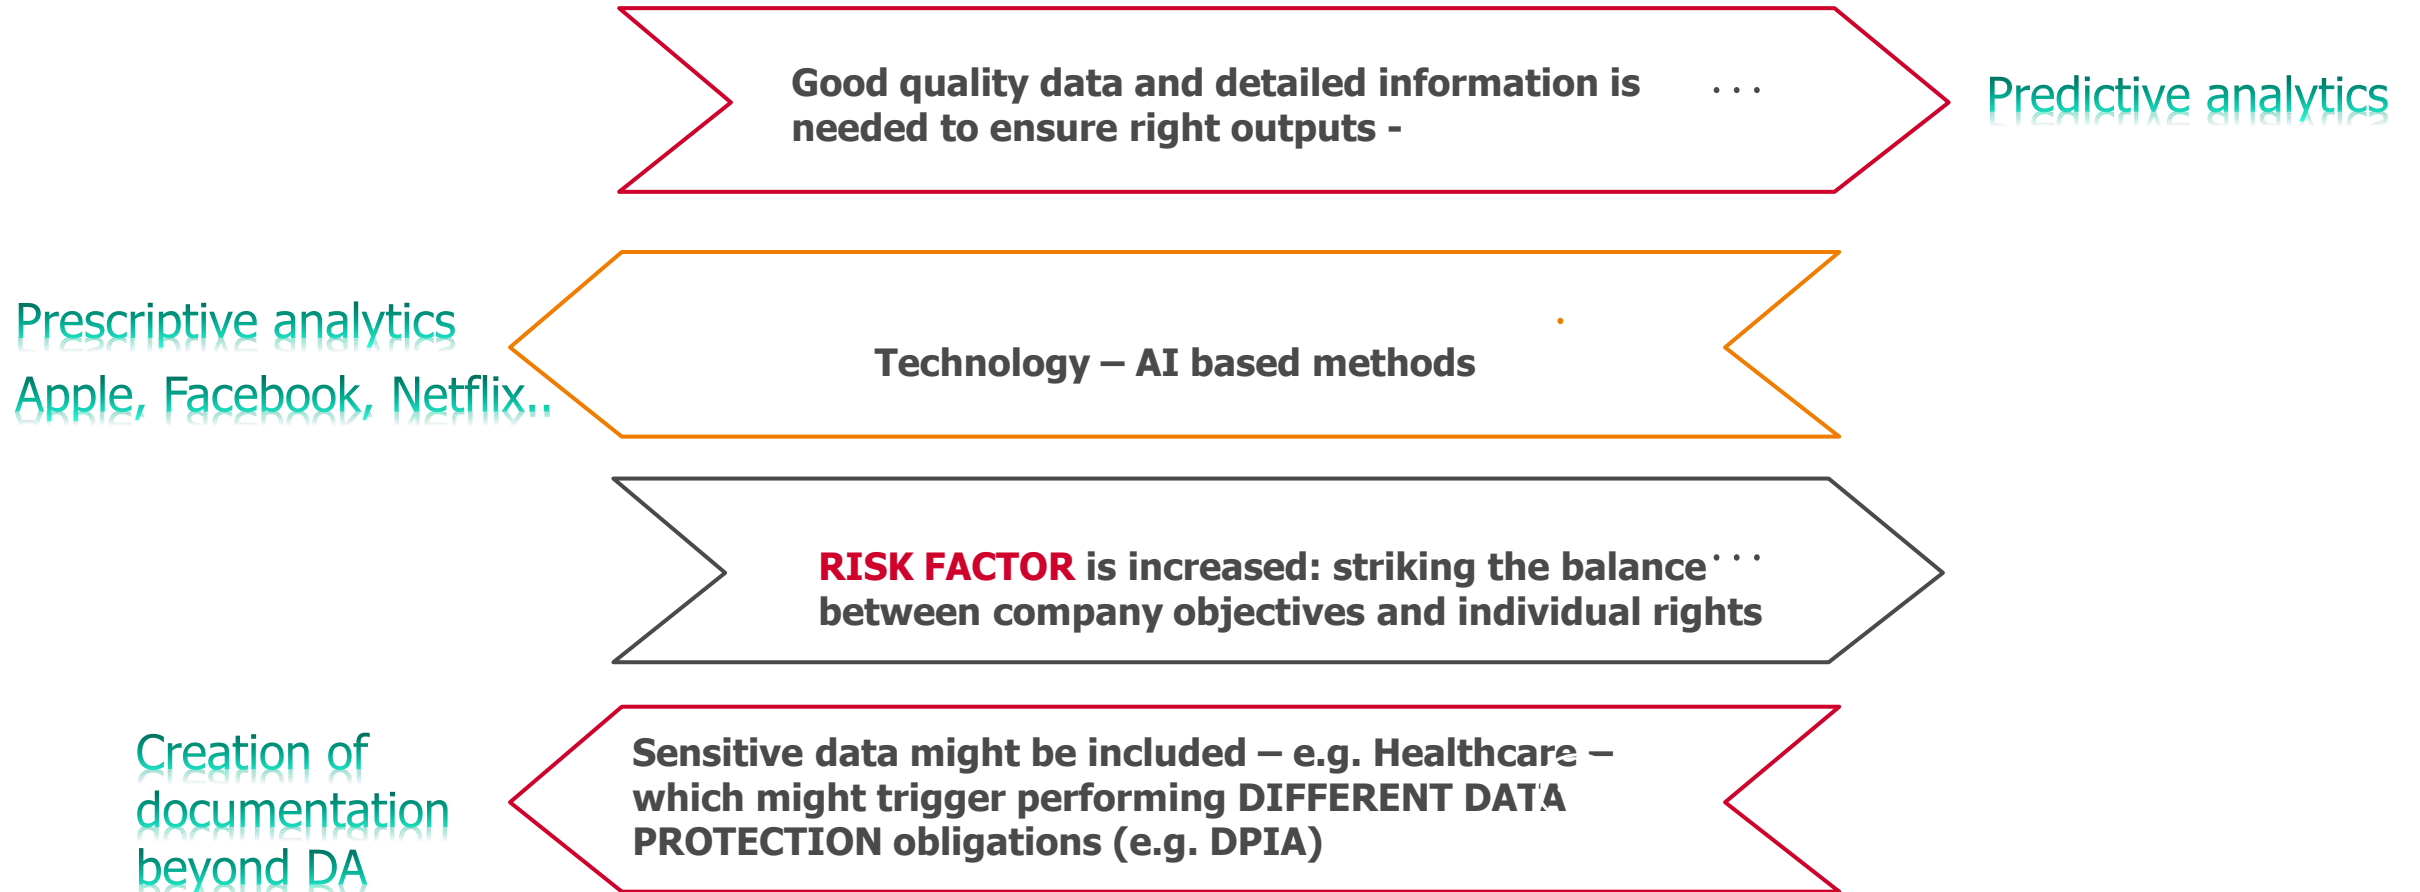 Good quality data and detailed information is
needed to ensure right outputs -
...
Predictive analytics
Prescriptive analytics
Apple, Facebook, Netflix..
Technology – AI based methods
RISK FACTOR is increased: striking the balance
between company objectives and individual rights
...
Creation of
documentation
beyond DA
Sensitive data might be included – e.g. Healthcare –
which might trigger performing DIFFERENT DATA
PROTECTION obligations (e.g. DPIA)